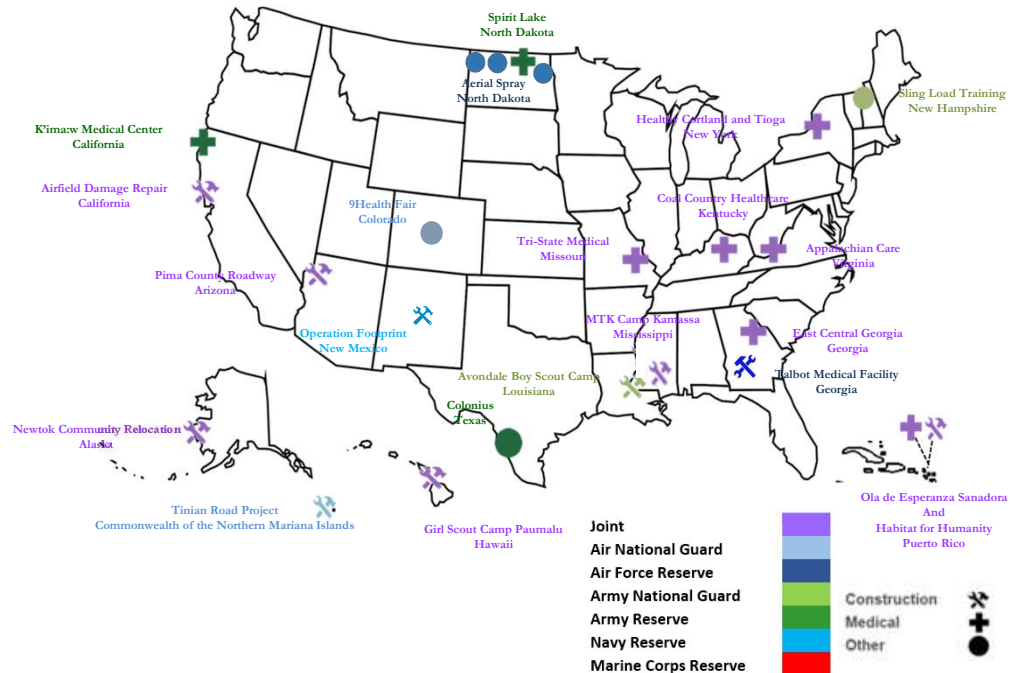 Spirit Lake
North Dakota
Aerial Spray
North Dakota
Sling Load Training
New Hampshire
Healthy Cortland and Tioga
New York
K'ima:w Medical Center
California
Airfield Damage Repair
California
9Health Fair
Colorado
Coal Country Healthcare
Kentucky
Tri-State Medical
Missouri
Appalachian Care
Virginia
Pima County Roadway
Arizona
Operation Footprint
New Mexico
MTK Camp Kamassa
Mississippi
East Central Georgia
Georgia
Talbot Medical Facility
Georgia
Avondale Boy Scout Camp
Louisiana
Colonius
Texas
Newtok Community Relocation
Alaska
Tinian Road Project
Commonwealth of the Northern Mariana Islands
Girl Scout Camp Paumalu
Hawaii
Ola de Esperanza Sanadora
And
Habitat for Humanity
Puerto Rico
Joint
Air National Guard
Air Force Reserve
Army National Guard
Army Reserve
Navy Reserve
Marine Corps Reserve
Construction
Medical
Other